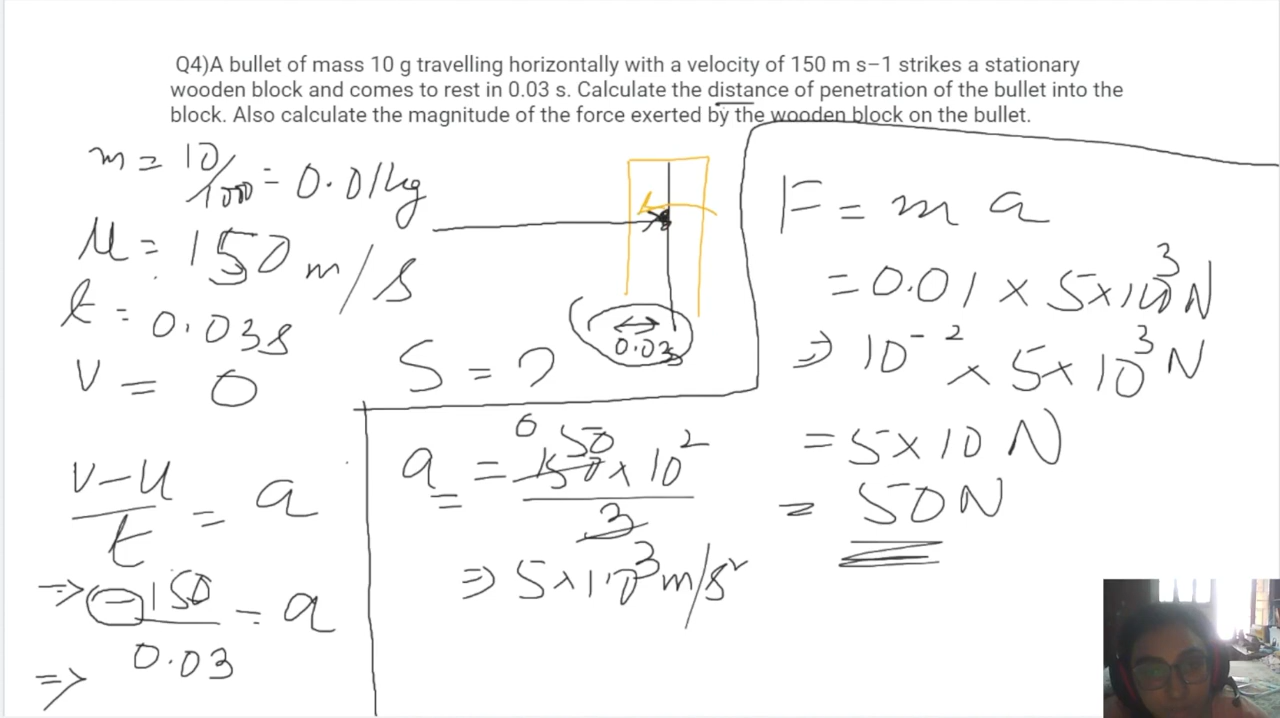 Q4)A bullet of mass 10 g travelling horizontally with a velocity of 150 m s−1 strikes a stationary
wooden block and comes to rest in 0.03 s. Calculate the distance of penetration of the bullet into the
block. Also calculate the magnitude of the force exerted by the wooden block on the bullet.
m = 10/1000 = 0.01kg
u = 150 m/s
t = 0.03s
v = 0
S = ?
0.03s
v-u/t = a
⇒ -150/0.03 = a
⇒
a = 150 50 × 10² / 3
⇒ 5×10³ m/s²
F = m a
= 0.01 × 5×10³ N
⇒ 10⁻² × 5×10³ N
= 5×10 N
= 50N